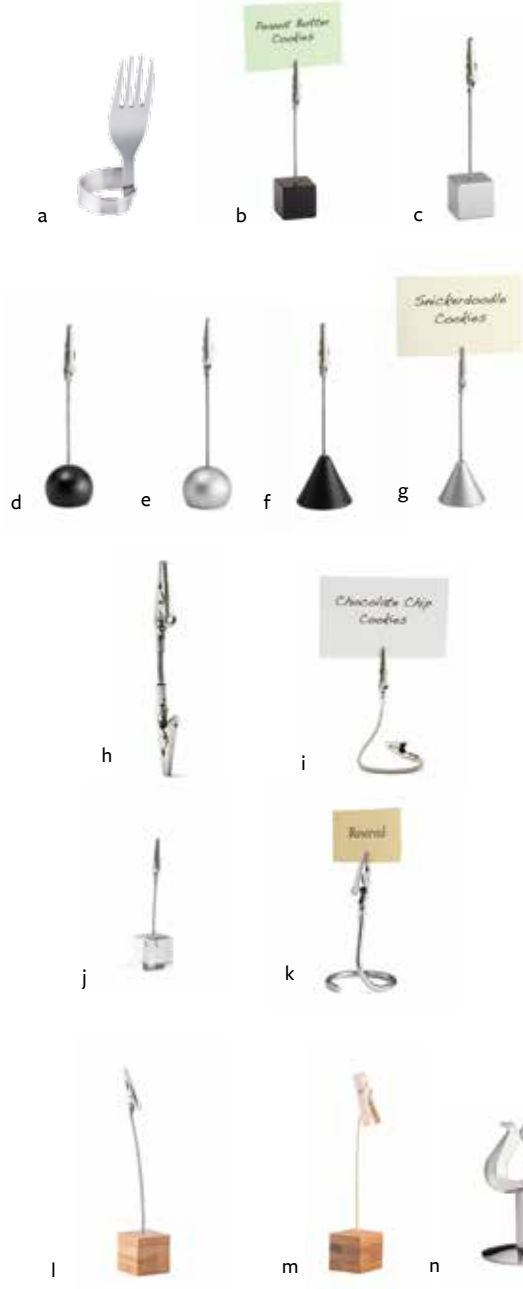 Peanut Butter
Cookies
a
b
c
Snickerdoodle
Cookies
d
e
f
g
Chocolate Chip
Cookies
h
i
Reserved
j
k
l
m
n